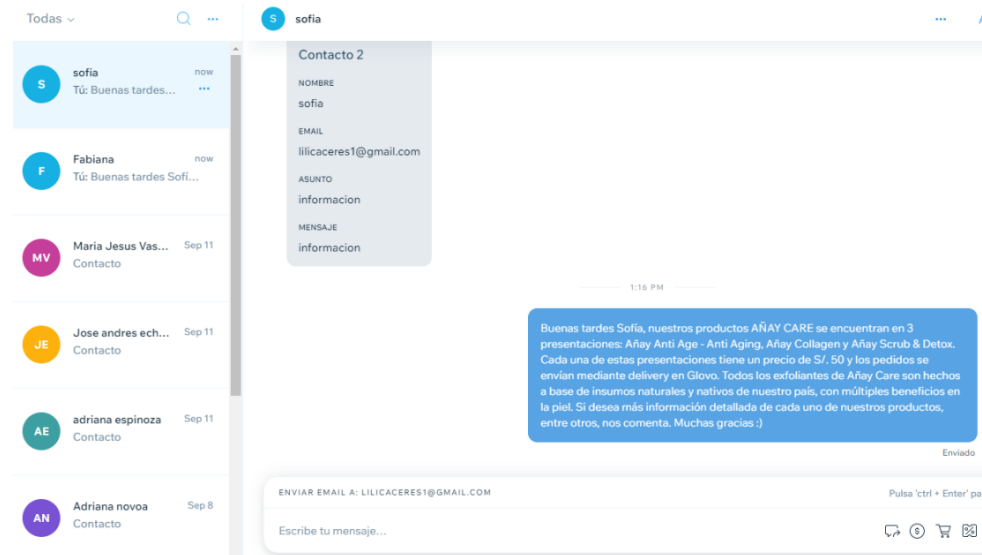 Todas
S
sofia
now
Tú: Buenas tardes...
F
Fabiana
now
Tú: Buenas tardes Sofí...
MV
Maria Jesus Vas...
Sep 11
Contacto
JE
Jose andres ech...
Sep 11
Contacto
AE
adriana espinoza
Sep 11
Contacto
AN
Adriana novoa
Sep 8
Contacto
S
sofia
Contacto 2
NOMBRE
sofia
EMAIL
lilicaceres1@gmail.com
ASUNTO
informacion
MENSAJE
informacion
1:16 PM
Buenas tardes Sofía, nuestros productos AÑAY CARE se encuentran en 3
presentaciones: Añay Anti Age - Anti Aging, Añay Collagen y Añay Scrub & Detox.
Cada una de estas presentaciones tiene un precio de S/. 50 y los pedidos se
envían mediante delivery en Glovo. Todos los exfoliantes de Añay Care son hechos
a base de insumos naturales y nativos de nuestro país, con múltiples beneficios en
la piel. Si desea más información detallada de cada uno de nuestros productos,
entre otros, nos comenta. Muchas gracias :)
Enviado
ENVIAR EMAIL A: LILICACERES1@GMAIL.COM
Pulsa 'ctrl + Enter' pa
Escribe tu mensaje...